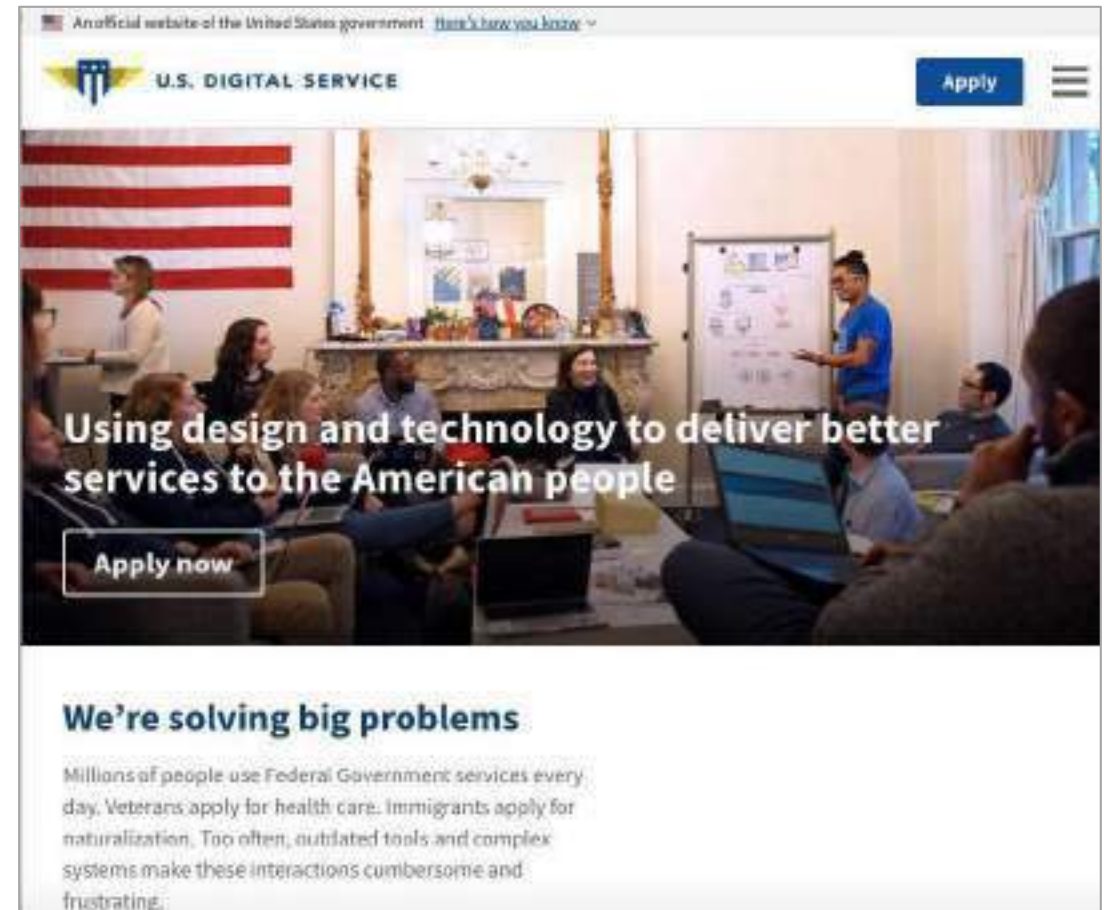 An official website of the United States government Here's how you know
U.S. DIGITAL SERVICE
Apply
Using design and technology to deliver better
services to the American people
Apply now
We're solving big problems
Millions of people use Federal Government services every
day. Veterans apply for health care. Immigrants apply for
naturalization. Too often, outdated tools and complex
systems make these interactions cumbersome and
frustrating.